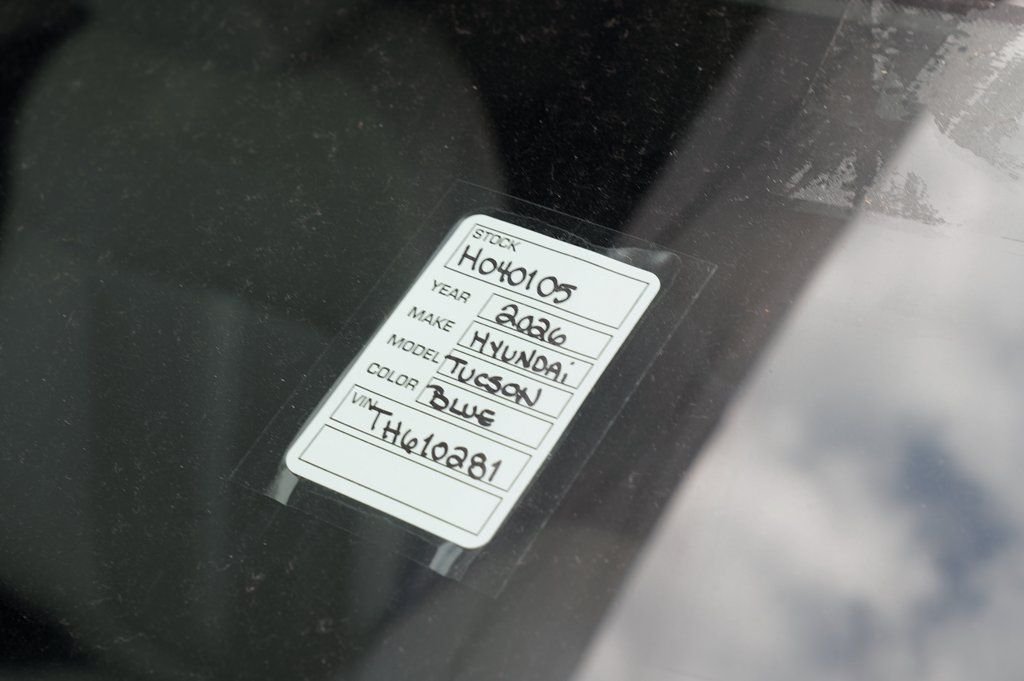 STOCK
H040105
YEAR 2026
MAKE HYUNDAi
MODEL TUCSON
COLOR BLUE
VIN TH610281